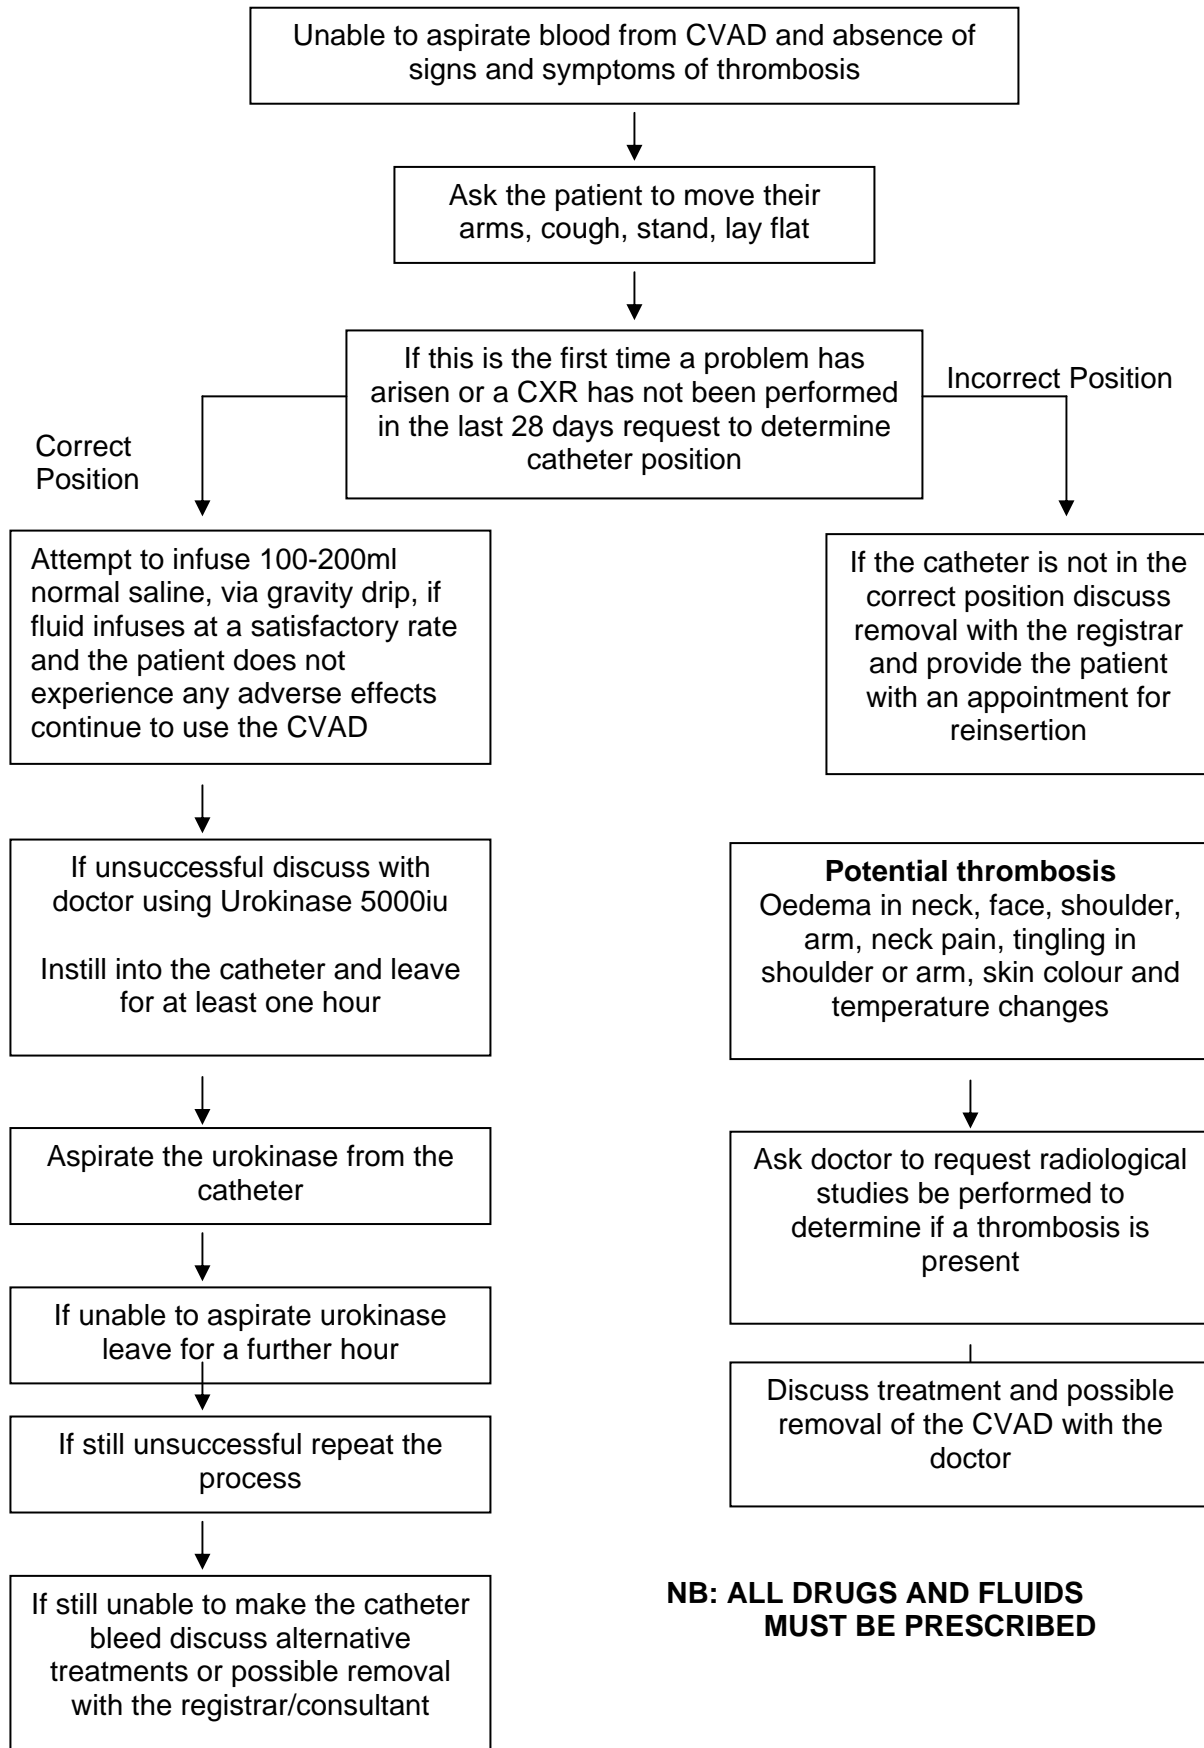 Unable to aspirate blood from CVAD and absence of
signs and symptoms of thrombosis
Ask the patient to move their
arms, cough, stand, lay flat
If this is the first time a problem has
arisen or a CXR has not been performed
in the last 28 days request to determine
catheter position
Correct
Position
Incorrect Position
Attempt to infuse 100-200ml
normal saline, via gravity drip, if
fluid infuses at a satisfactory rate
and the patient does not
experience any adverse effects
continue to use the CVAD
If unsuccessful discuss with
doctor using Urokinase 5000iu
Instill into the catheter and leave
for at least one hour
Aspirate the urokinase from the
catheter
If unable to aspirate urokinase
leave for a further hour
If still unsuccessful repeat the
process
If still unable to make the catheter
bleed discuss alternative
treatments or possible removal
with the registrar/consultant
If the catheter is not in the
correct position discuss
removal with the registrar
and provide the patient
with an appointment for
reinsertion
Potential thrombosis
Oedema in neck, face, shoulder,
arm, neck pain, tingling in
shoulder or arm, skin colour and
temperature changes
Ask doctor to request radiological
studies be performed to
determine if a thrombosis is
present
Discuss treatment and possible
removal of the CVAD with the
doctor
NB: ALL DRUGS AND FLUIDS
MUST BE PRESCRIBED